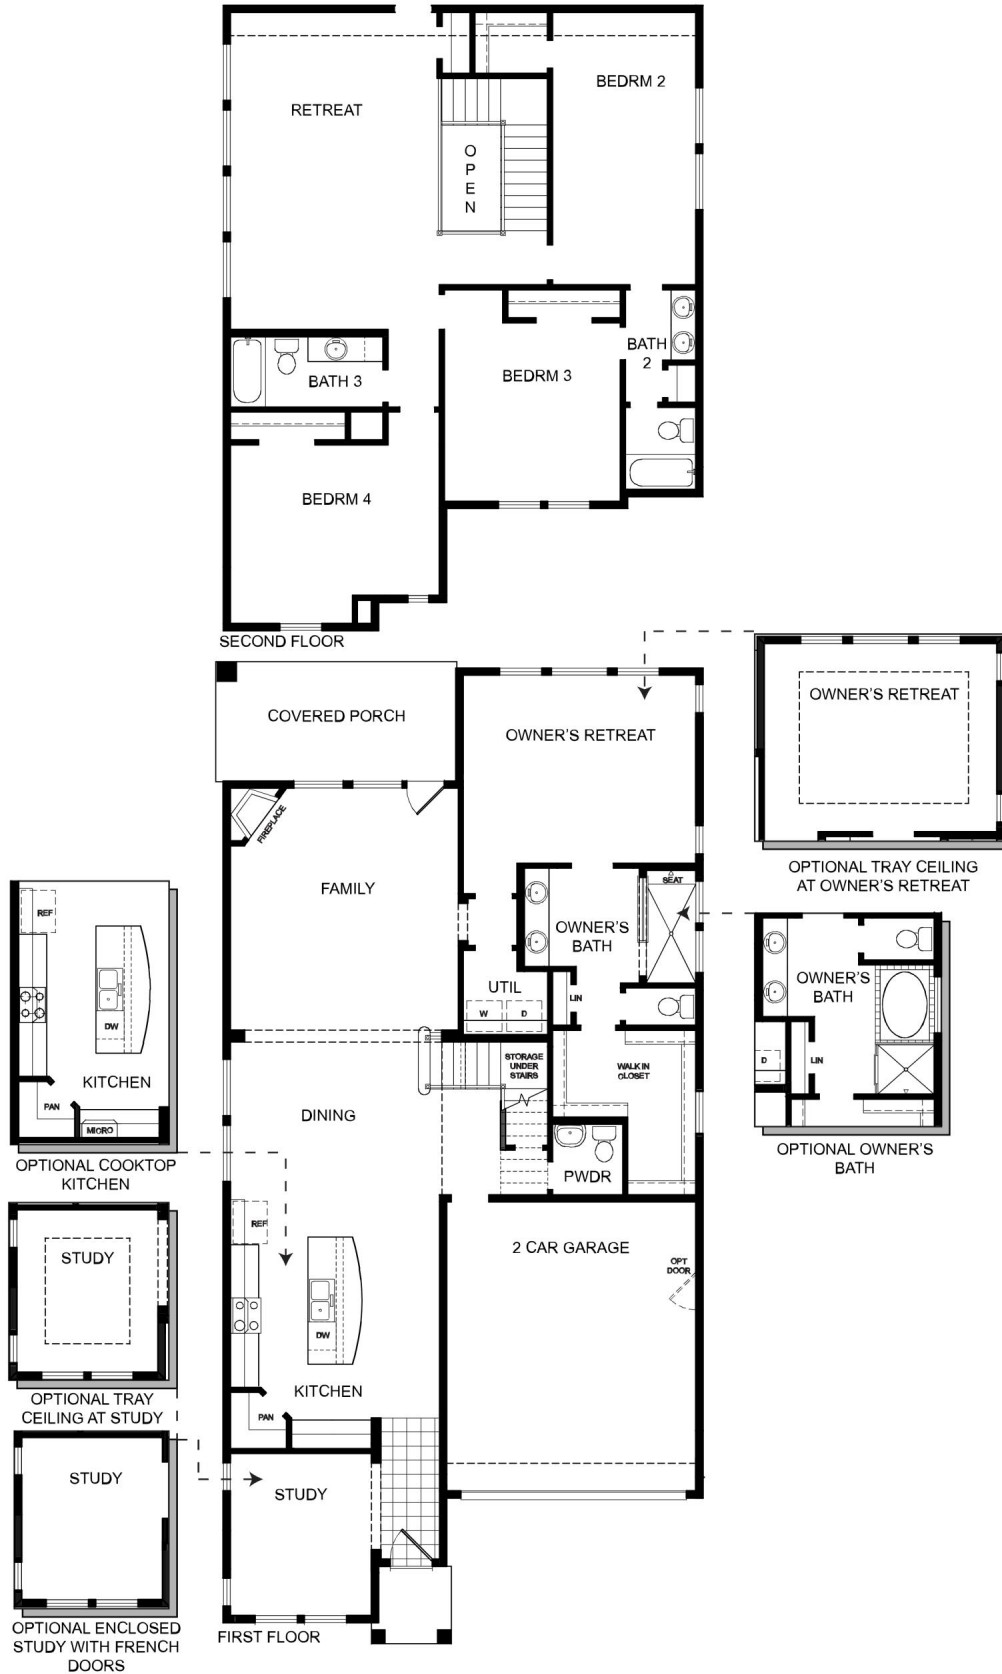 BEDRM 2
RETREAT
O
P
E
N
BATH
2
BEDRM 3
BATH 3
BEDRM 4
SECOND FLOOR
COVERED PORCH
OWNER'S RETREAT
OWNER'S RETREAT
OPTIONAL TRAY CEILING
AT OWNER'S RETREAT
FIREPLACE
FAMILY
SEAT
OWNER'S
BATH
UTIL
W
D
LIN
STORAGE
UNDER
STAIRS
WALK IN
CLOSET
OWNER'S
BATH
D
LIN
OPTIONAL OWNER'S
BATH
REF
DW
KITCHEN
PAN
MICRO
OPTIONAL COOKTOP
KITCHEN
DINING
PWDR
REF
2 CAR GARAGE
OPT
DOOR
DW
KITCHEN
PAN
STUDY
OPTIONAL TRAY
CEILING AT STUDY
STUDY
OPTIONAL ENCLOSED
STUDY WITH FRENCH
DOORS
STUDY
FIRST FLOOR